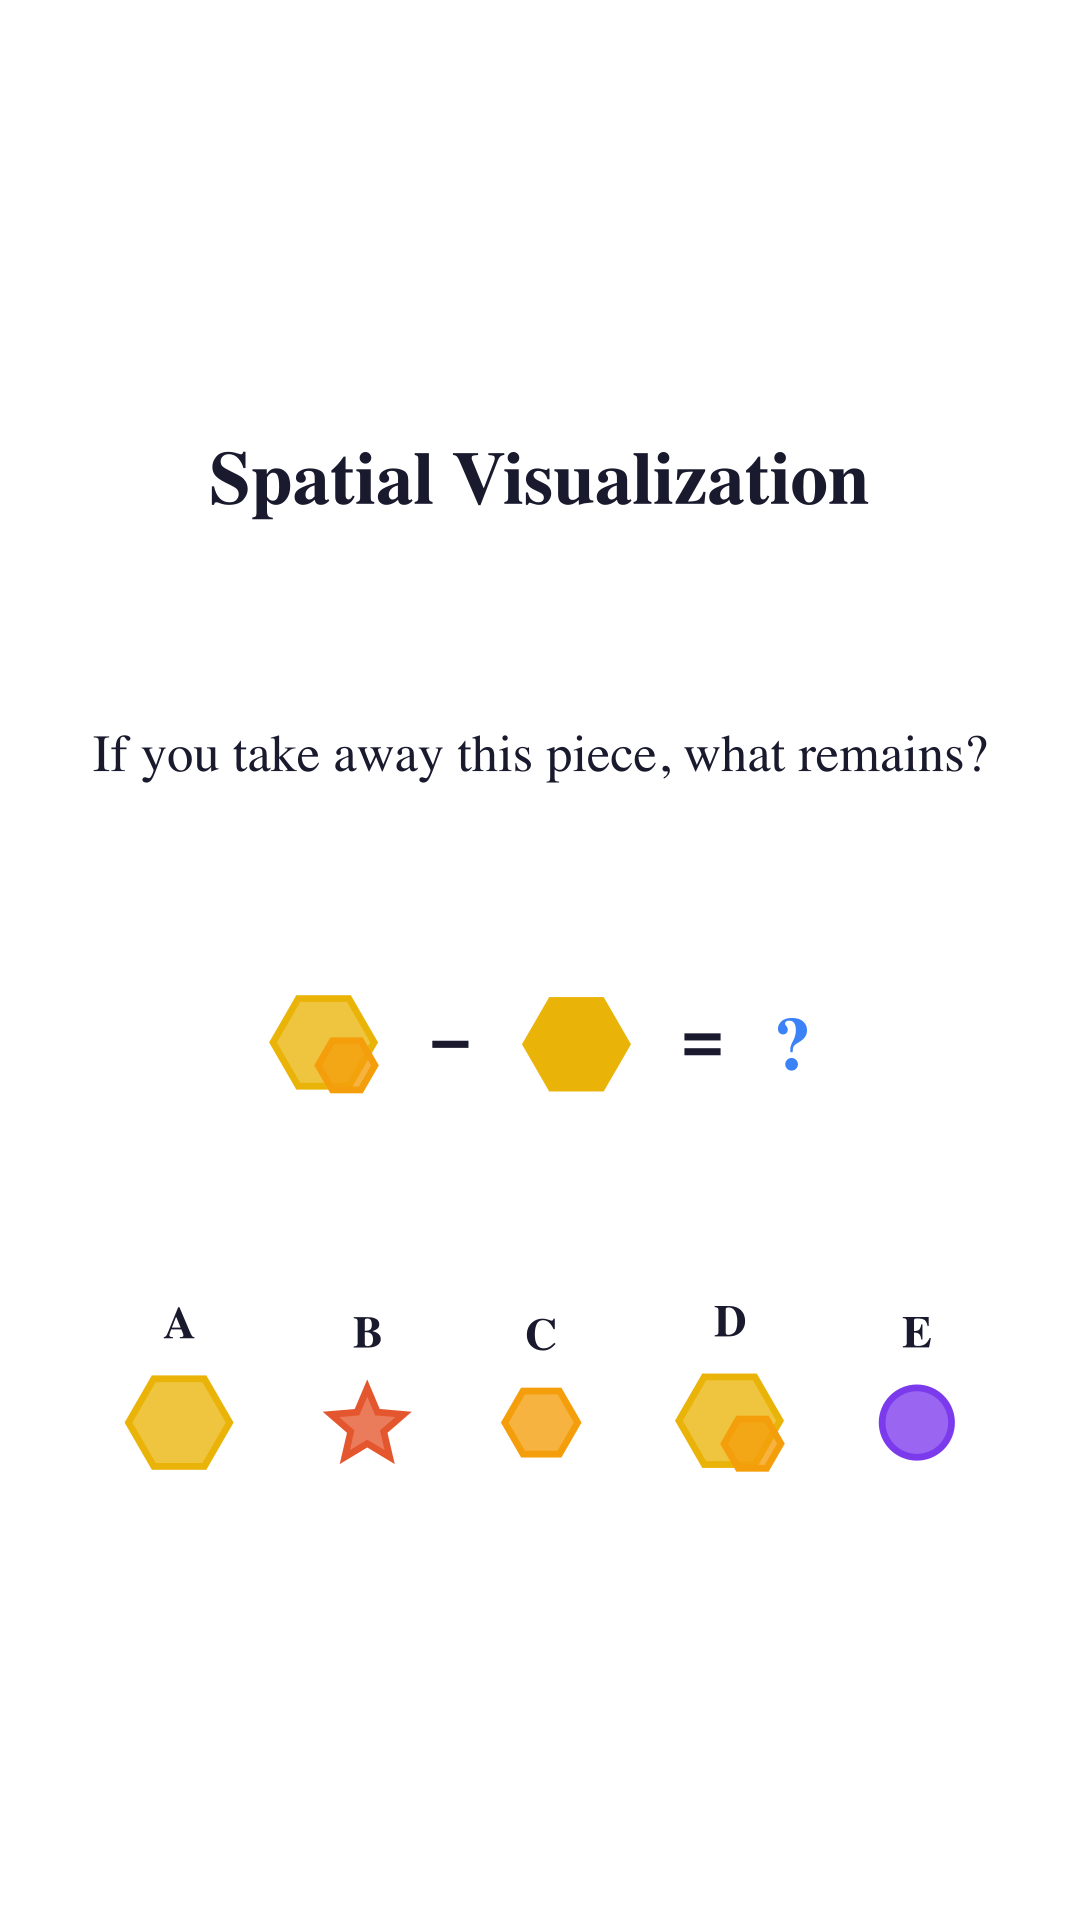 Spatial Visualization
If you take away this piece, what remains?
− = ?
A B C D E